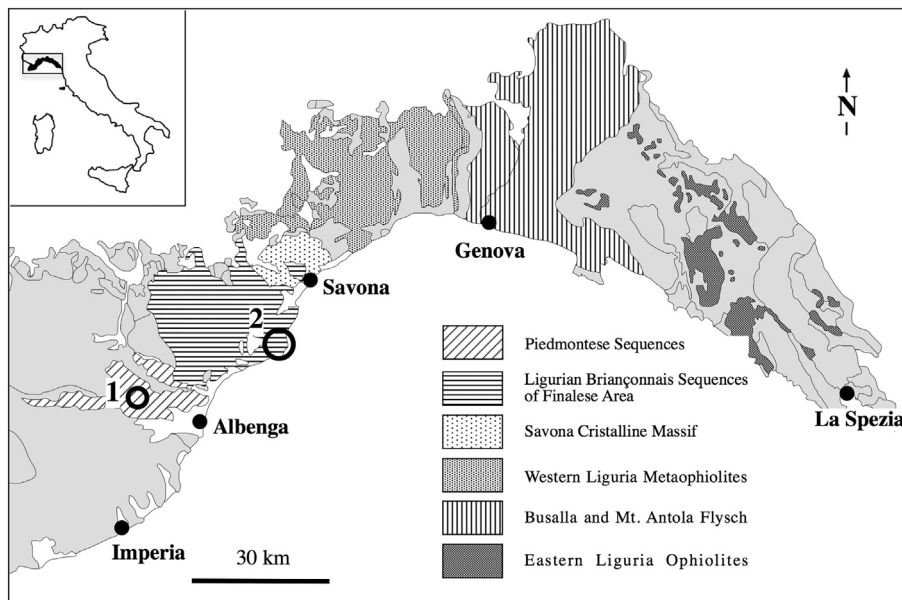 N
Genova
Savona
2
1
Albenga
La Spezia
Imperia
30 km
Piedmontese Sequences
Ligurian Briançonnais Sequences
of Finalese Area
Savona Cristalline Massif
Western Liguria Metaophiolites
Busalla and Mt. Antola Flysch
Eastern Liguria Ophiolites